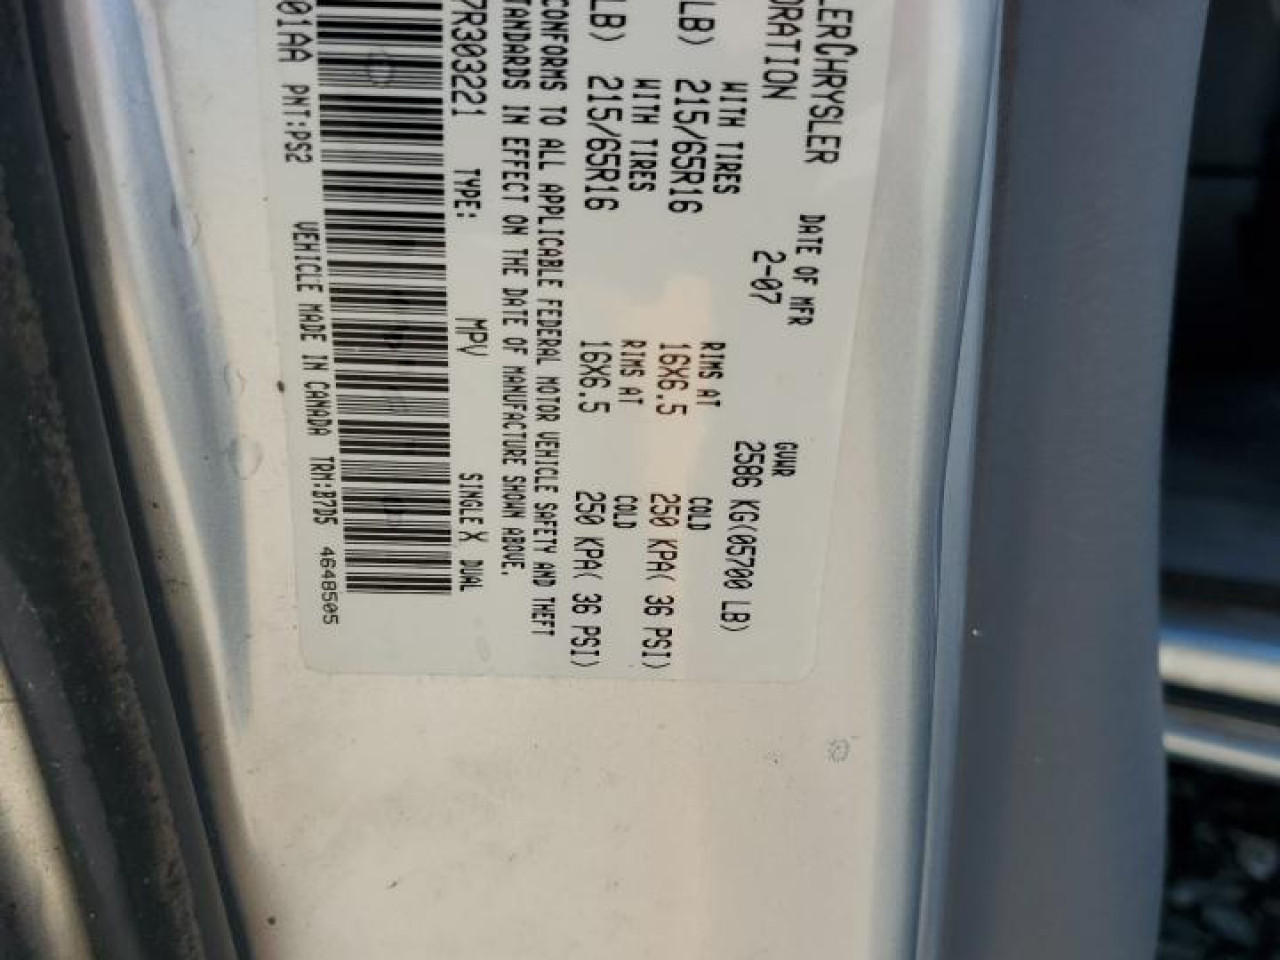 LERCHRYSLER DATE OF MFR GVWR
ORATION 2-07 2586 KG(05700 LB)
WITH TIRES RIMS AT COLD
LB) 215/65R16 16X6.5 250 KPA( 36 PSI)
WITH TIRES RIMS AT COLD
LB) 215/65R16 16X6.5 250 KPA( 36 PSI)
CONFORMS TO ALL APPLICABLE FEDERAL MOTOR VEHICLE SAFETY AND THEFT
TANDARDS IN EFFECT ON THE DATE OF MANUFACTURE SHOWN ABOVE.
7R303221 TYPE: MPV SINGLE X DUAL
01AA PNT:PS2 VEHICLE MADE IN CANADA TRM:B7D5 4648505